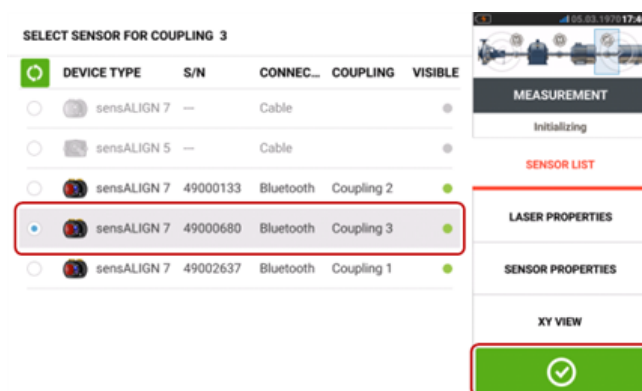 05.03.1970 17:4
SELECT SENSOR FOR COUPLING 3
DEVICE TYPE S/N CONNEC... COUPLING VISIBLE
sensALIGN 7 --- Cable
sensALIGN 5 --- Cable
sensALIGN 7 49000133 Bluetooth Coupling 2
sensALIGN 7 49000680 Bluetooth Coupling 3
sensALIGN 7 49002637 Bluetooth Coupling 1
MEASUREMENT
Initializing
SENSOR LIST
LASER PROPERTIES
SENSOR PROPERTIES
XY VIEW